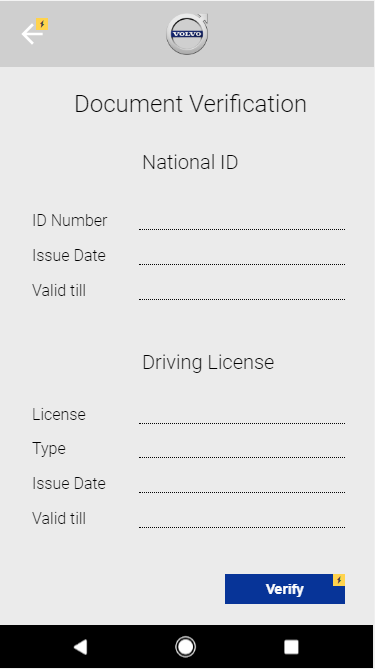 VOLVO
Document Verification
National ID
ID Number
Issue Date
Valid till
Driving License
License
Type
Issue Date
Valid till
Verify